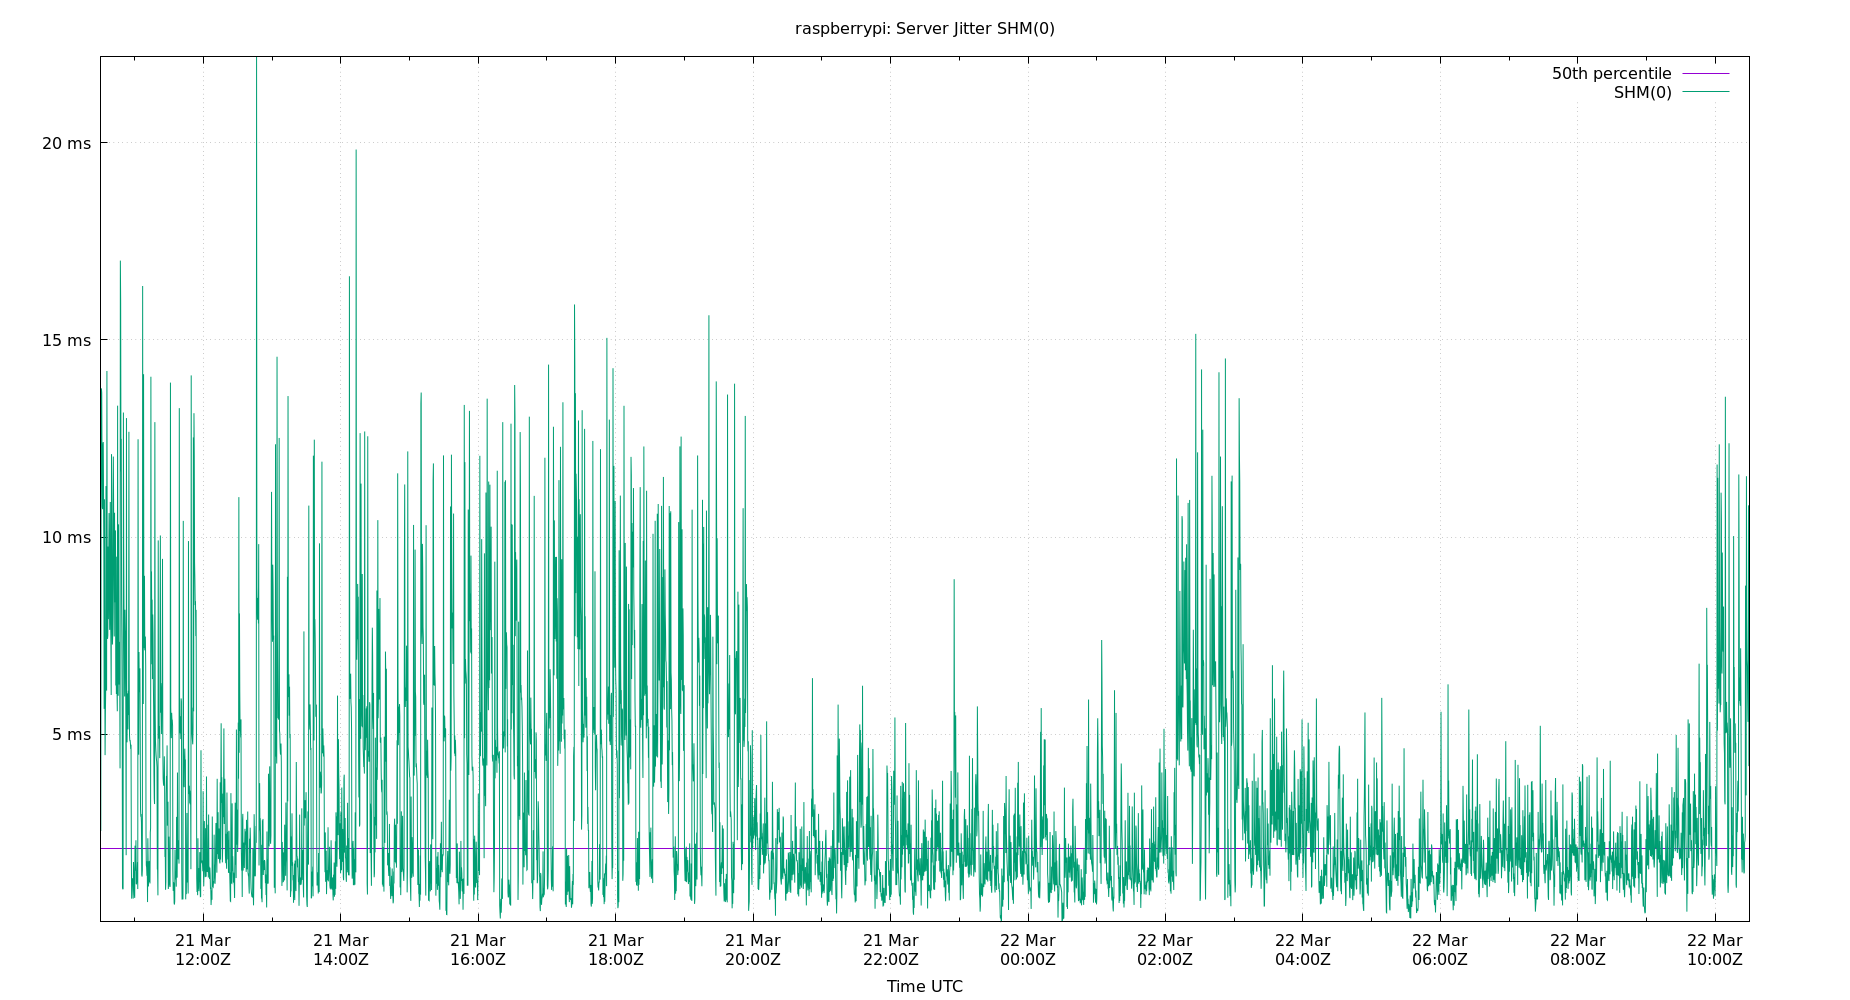 raspberrypi: Server Jitter SHM(0)
50th percentile
SHM(0)
20 ms
15 ms
10 ms
5 ms
21 Mar 21 Mar 21 Mar 21 Mar 21 Mar 21 Mar 22 Mar 22 Mar 22 Mar 22 Mar 22 Mar 22 Mar
12:00Z 14:00Z 16:00Z 18:00Z 20:00Z 22:00Z 00:00Z 02:00Z 04:00Z 06:00Z 08:00Z 10:00Z
Time UTC